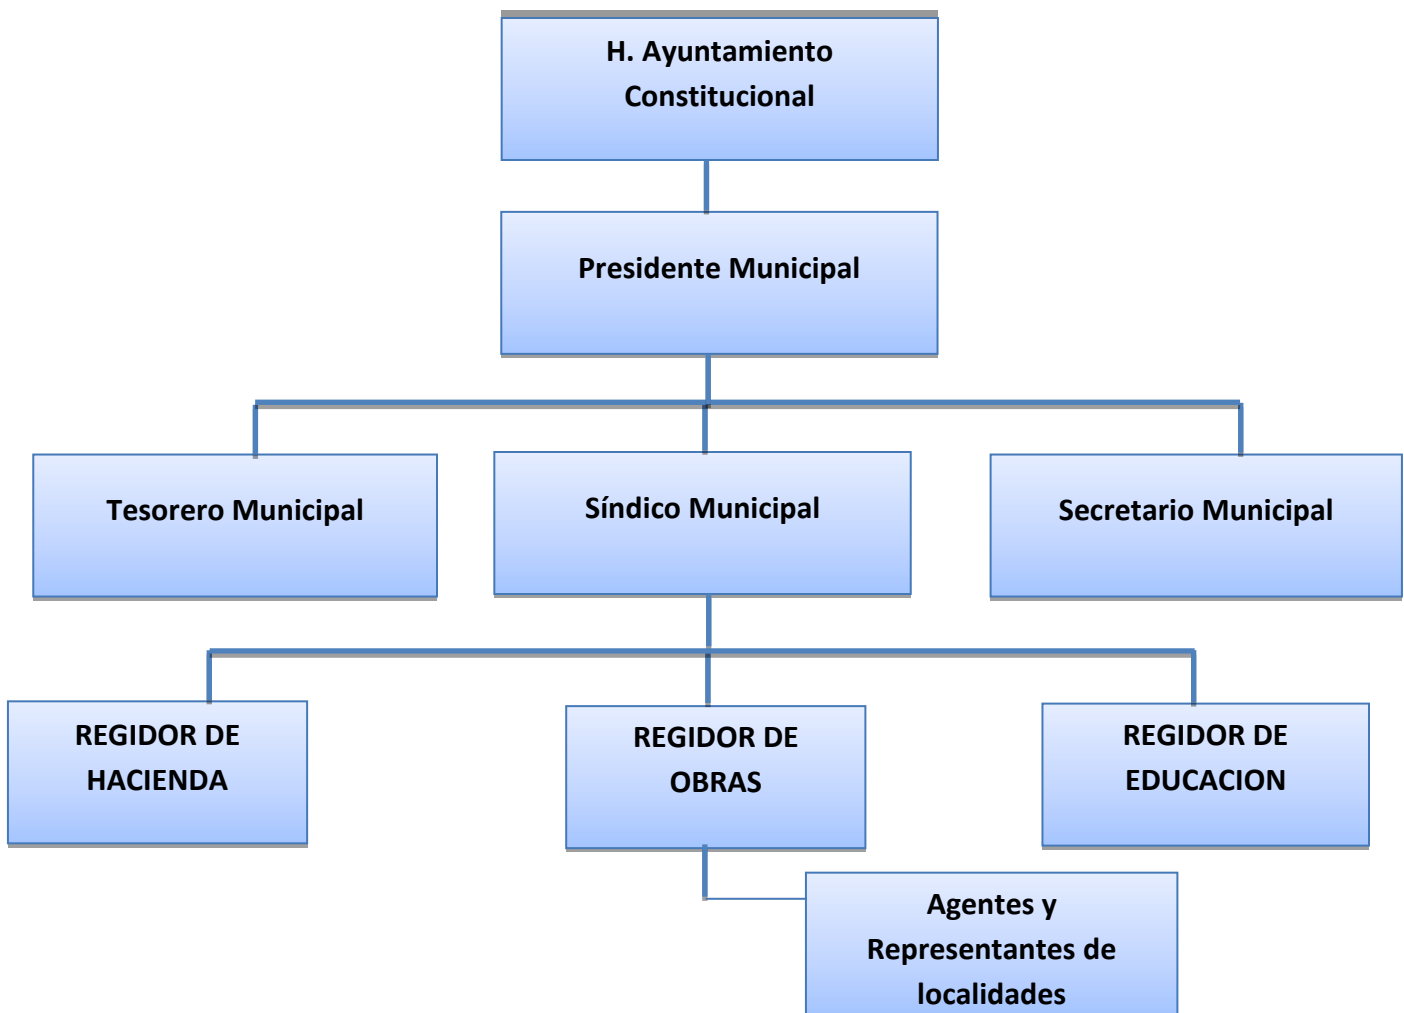 H. Ayuntamiento
Constitucional
Presidente Municipal
Tesorero Municipal
Síndico Municipal
Secretario Municipal
REGIDOR DE
HACIENDA
REGIDOR DE
OBRAS
REGIDOR DE
EDUCACION
Agentes y
Representantes de
localidades